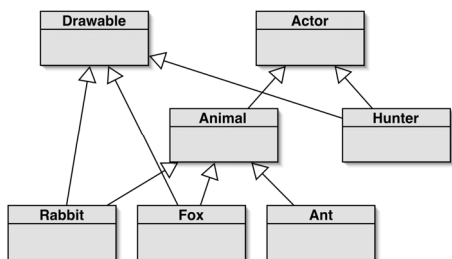 Drawable
Actor
Animal
Hunter
Rabbit
Fox
Ant